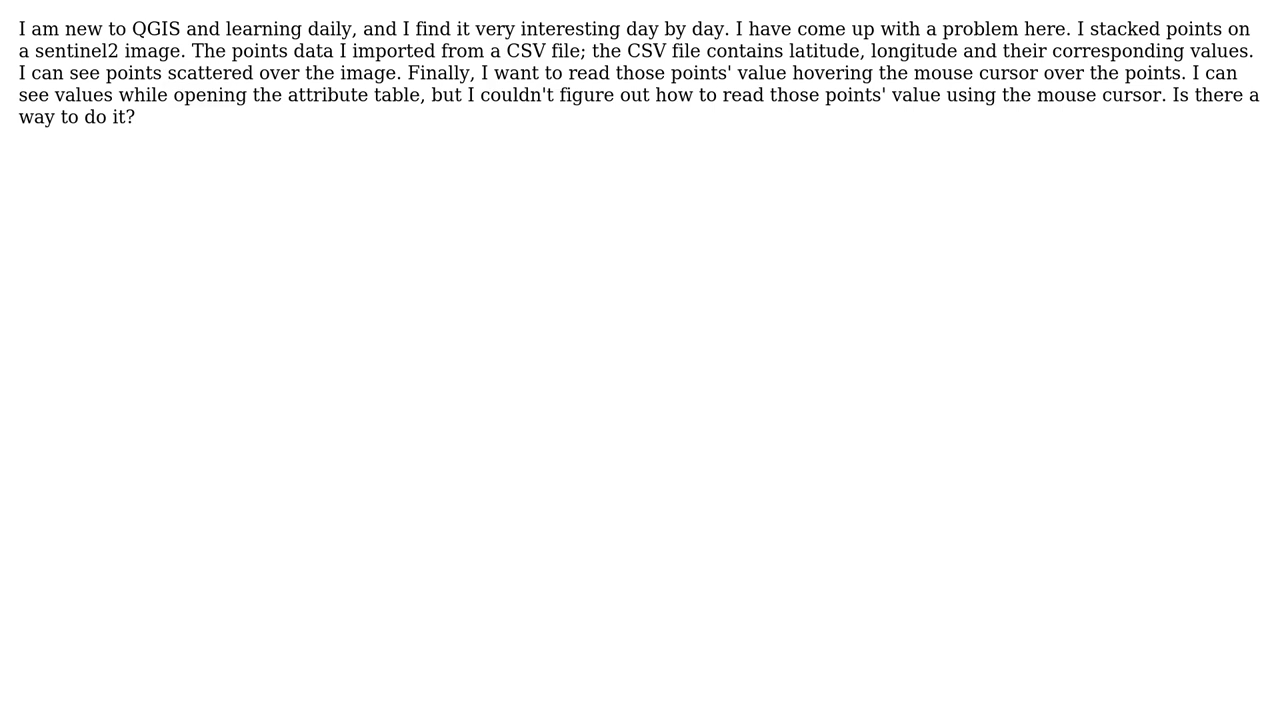 I am new to QGIS and learning daily, and I find it very interesting day by day. I have come up with a problem here. I stacked points on
a sentinel2 image. The points data I imported from a CSV file; the CSV file contains latitude, longitude and their corresponding values.
I can see points scattered over the image. Finally, I want to read those points' value hovering the mouse cursor over the points. I can
see values while opening the attribute table, but I couldn't figure out how to read those points' value using the mouse cursor. Is there a
way to do it?